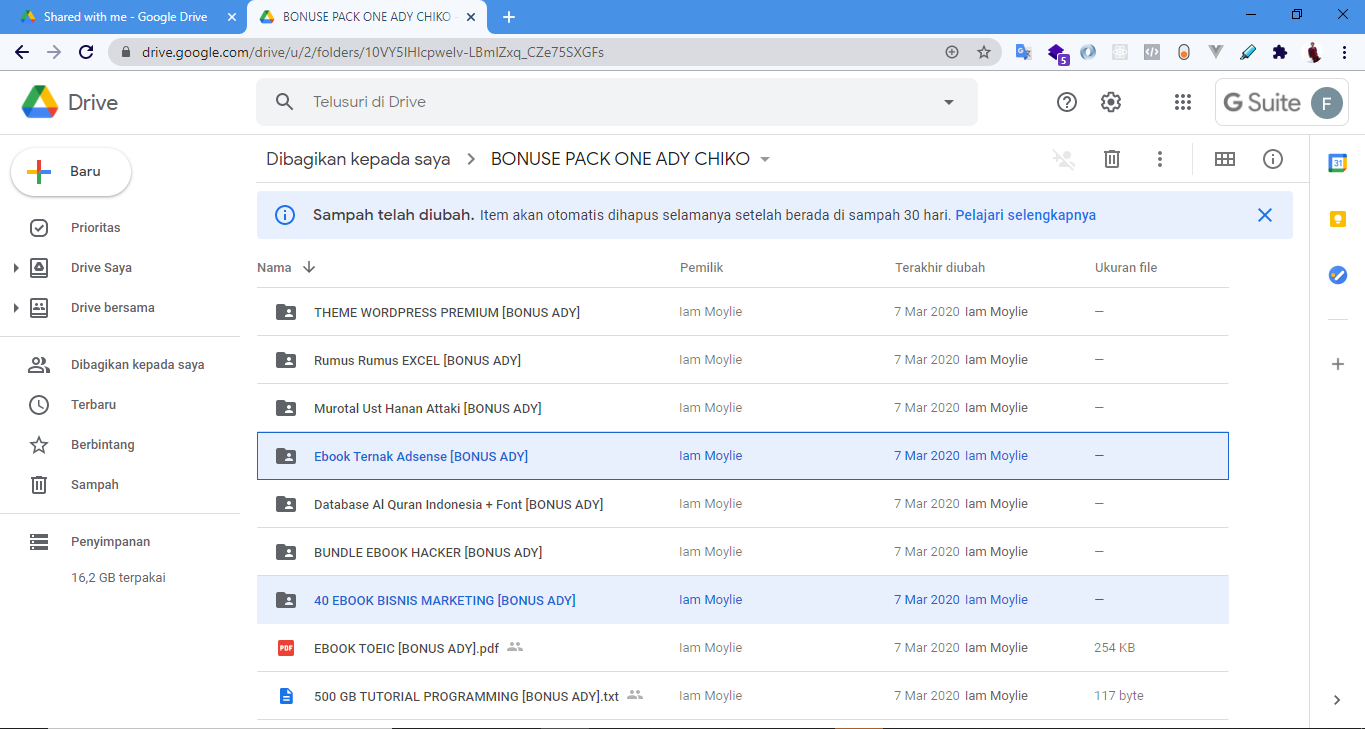 Shared with me - Google Drive
BONUSE PACK ONE ADY CHIKO -
drive.google.com/drive/u/2/folders/10VY5IHIcpwelv-LBmIZxq_CZe75SXGFs
5
Drive
Telusuri di Drive
G Suite
F
Baru
Dibagikan kepada saya > BONUSE PACK ONE ADY CHIKO
31
Sampah telah diubah. Item akan otomatis dihapus selamanya setelah berada di sampah 30 hari. Pelajari selengkapnya
Prioritas
Drive Saya
Drive bersama
Dibagikan kepada saya
Terbaru
Berbintang
Sampah
Penyimpanan
16,2 GB terpakai
Nama Pemilik Terakhir diubah Ukuran file
THEME WORDPRESS PREMIUM [BONUS ADY] Iam Moylie 7 Mar 2020 Iam Moylie —
Rumus Rumus EXCEL [BONUS ADY] Iam Moylie 7 Mar 2020 Iam Moylie —
Murotal Ust Hanan Attaki [BONUS ADY] Iam Moylie 7 Mar 2020 Iam Moylie —
Ebook Ternak Adsense [BONUS ADY] Iam Moylie 7 Mar 2020 Iam Moylie —
Database Al Quran Indonesia + Font [BONUS ADY] Iam Moylie 7 Mar 2020 Iam Moylie —
BUNDLE EBOOK HACKER [BONUS ADY] Iam Moylie 7 Mar 2020 Iam Moylie —
40 EBOOK BISNIS MARKETING [BONUS ADY] Iam Moylie 7 Mar 2020 Iam Moylie —
PDF EBOOK TOEIC [BONUS ADY].pdf Iam Moylie 7 Mar 2020 Iam Moylie 254 KB
500 GB TUTORIAL PROGRAMMING [BONUS ADY].txt Iam Moylie 7 Mar 2020 Iam Moylie 117 byte